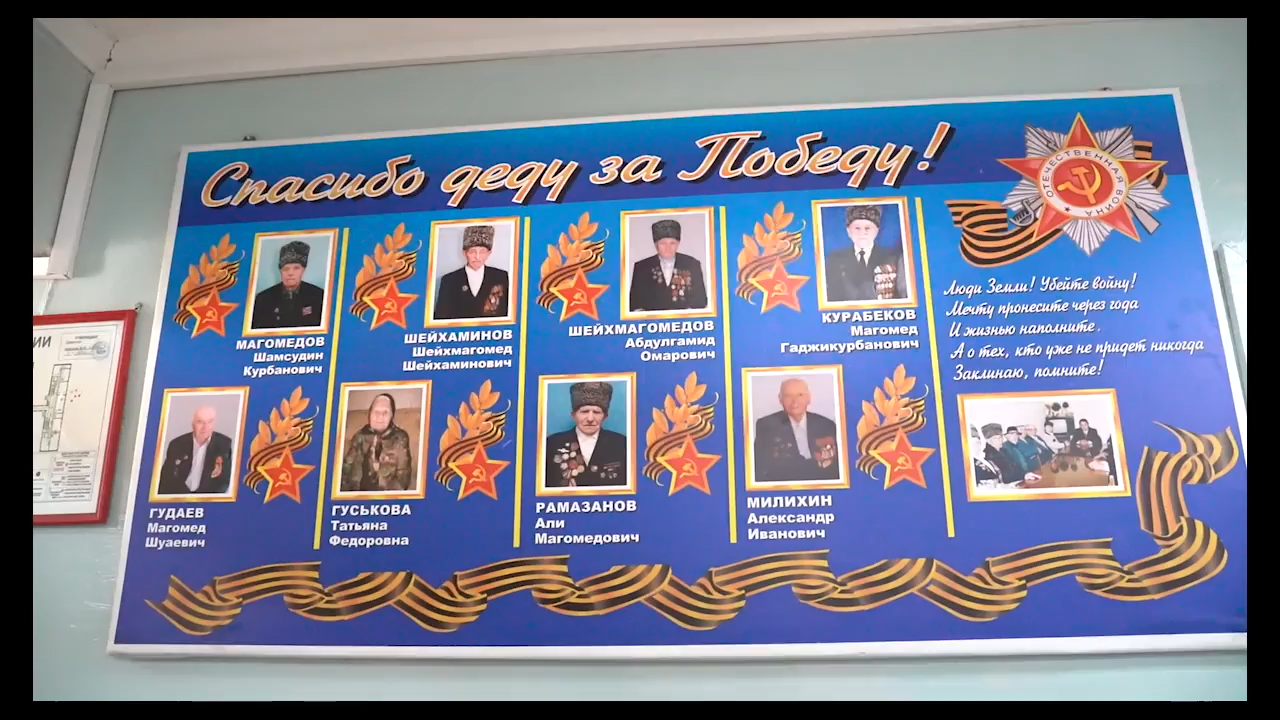 Спасибо деду за Победу!
ОТЕЧЕСТВЕННАЯ ВОЙНА
МАГОМЕДОВ
Шамсудин
Курбанович
ШЕЙХАМИНОВ
Шейхмагомед
Шейхаминович
ШЕЙХМАГОМЕДОВ
Абдулгамид
Омарович
КУРАБЕКОВ
Магомед
Гаджикурбанович
Люди Земли! Убейте войну!
Мечту пронесите через года
И жизнью наполните.
А о тех, кто уже не придет никогда
Заклинаю, помните!
ГУДАЕВ
Магомед
Шуаевич
ГУСЬКОВА
Татьяна
Федоровна
РАМАЗАНОВ
Али
Магомедович
МИЛИХИН
Александр
Иванович